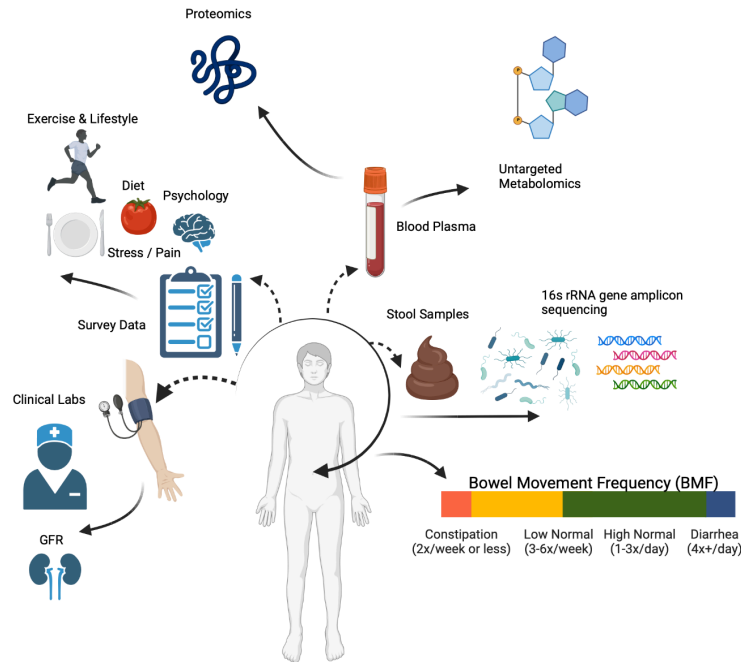 Proteomics
Exercise & Lifestyle
Diet
Psychology
Stress / Pain
Survey Data
Untargeted
Metabolomics
Blood Plasma
P
P
Stool Samples
16s rRNA gene amplicon
sequencing
Clinical Labs
GFR
Bowel Movement Frequency (BMF)
Constipation
(2x/week or less)
Low Normal
(3-6x/week)
High Normal
(1-3x/day)
Diarrhea
(4x+/day)